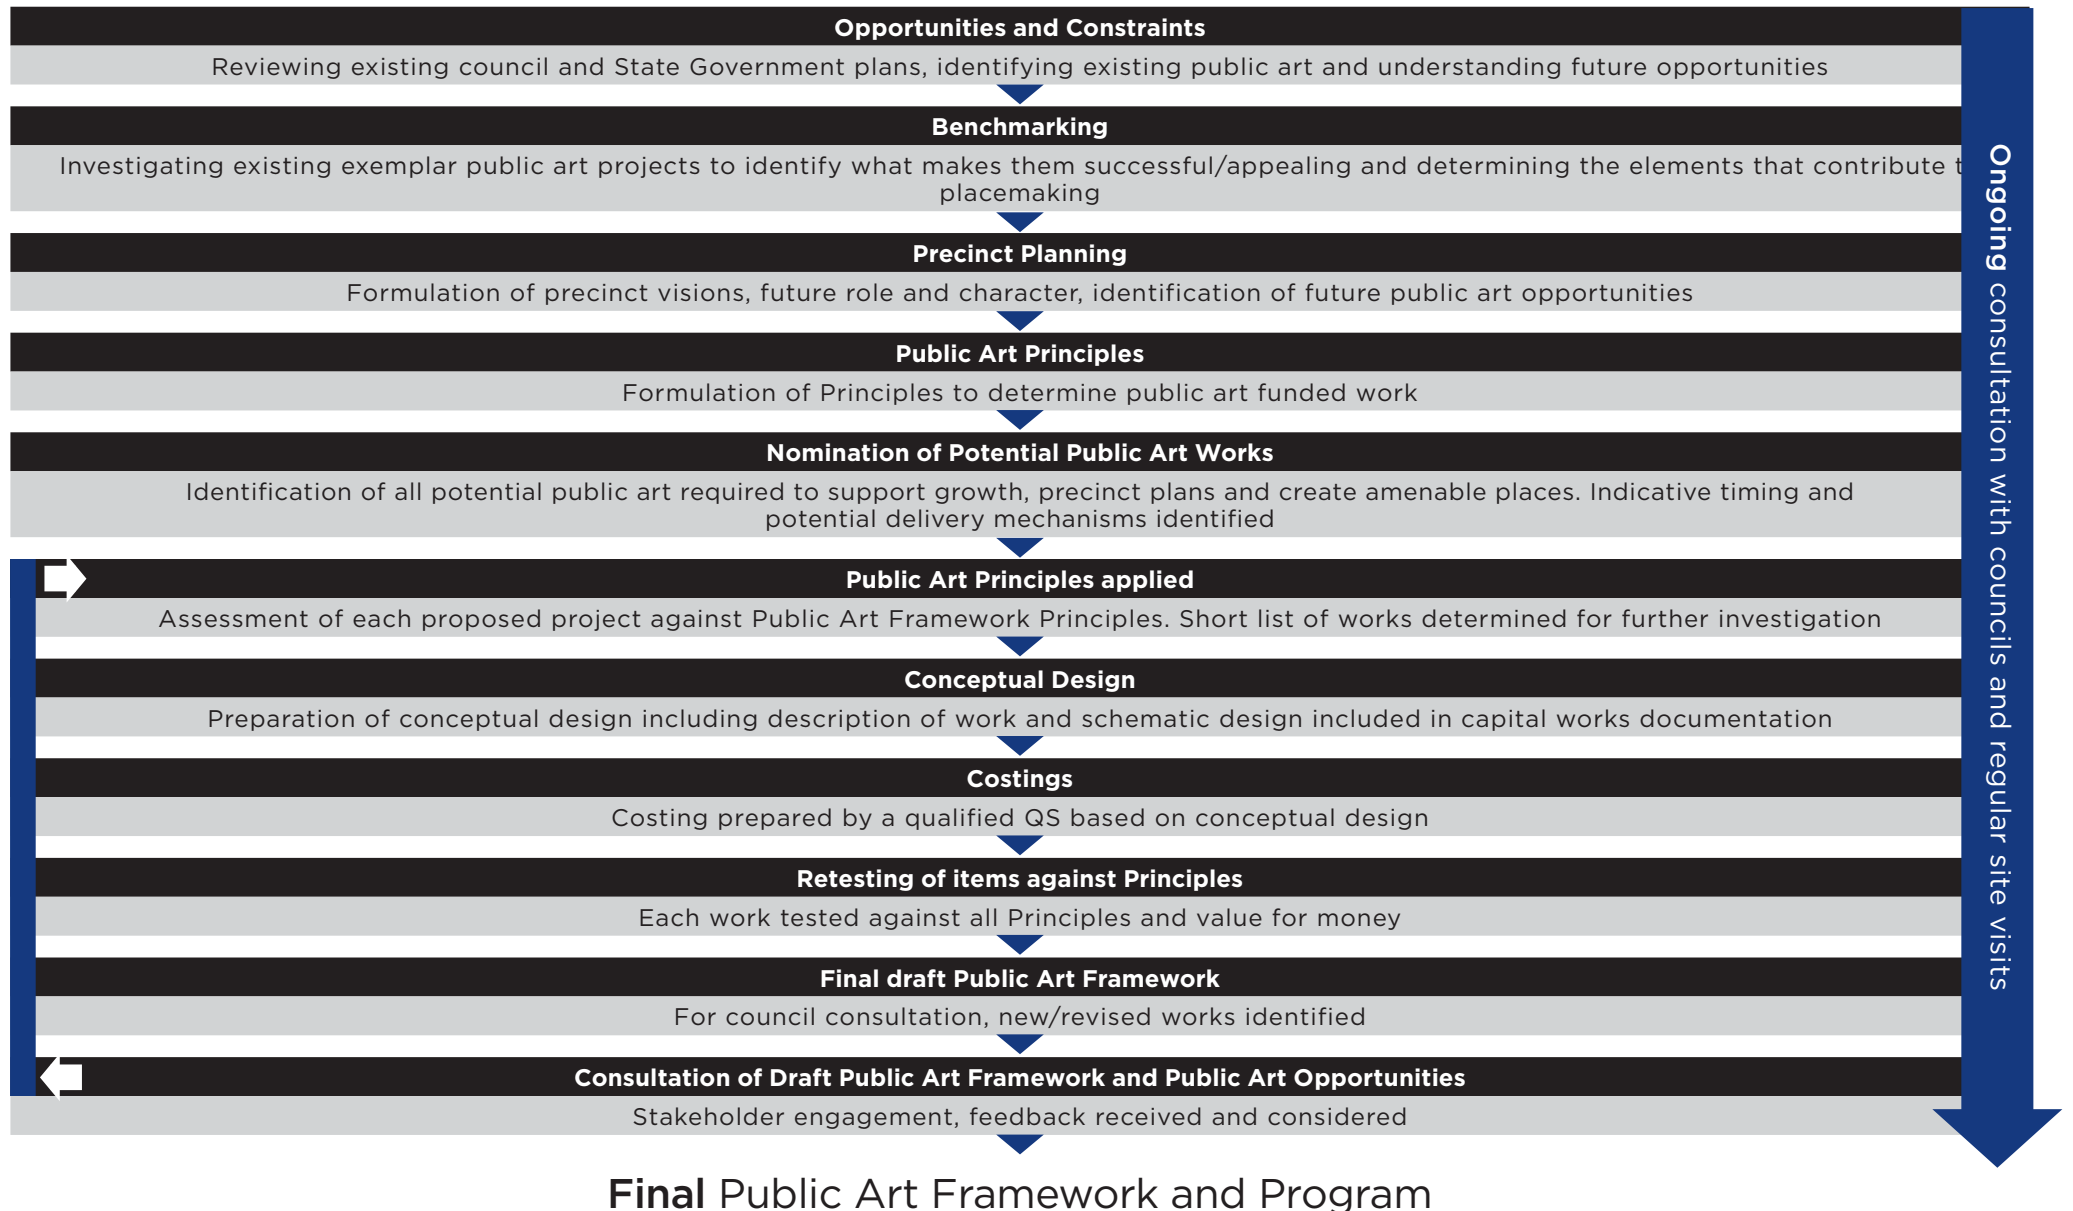 Opportunities and Constraints
Reviewing existing council and State Government plans, identifying existing public art and understanding future opportunities
Benchmarking
Investigating existing exemplar public art projects to identify what makes them successful/appealing and determining the elements that contribute
placemaking
Precinct Planning
Formulation of precinct visions, future role and character, identification of future public art opportunities
Public Art Principles
Formulation of Principles to determine public art funded work
Nomination of Potential Public Art Works
Identification of all potential public art required to support growth, precinct plans and create amenable places. Indicative timing and
potential delivery mechanisms identified
Public Art Principles applied
Assessment of each proposed project against Public Art Framework Principles. Short list of works determined for further investigation
Conceptual Design
Preparation of conceptual design including description of work and schematic design included in capital works documentation
Costings
Costing prepared by a qualified QS based on conceptual design
Retesting of items against Principles
Each work tested against all Principles and value for money
Final draft Public Art Framework
For council consultation, new/revised works identified
Consultation of Draft Public Art Framework and Public Art Opportunities
Stakeholder engagement, feedback received and considered
Final Public Art Framework and Program
Ongoing consultation with councils and regular site visits